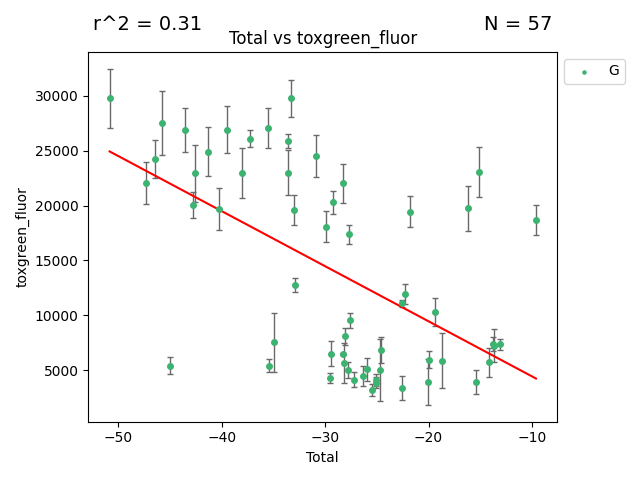 r^2 = 0.31
N = 57
Total vs toxgreen_fluor
G
30000
25000
20000
15000
10000
5000
toxgreen_fluor
−50
−40
−30
−20
−10
Total